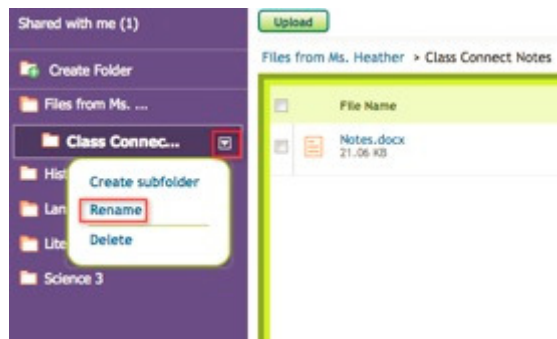 Shared with me (1)
Create Folder
Files from Ms. ...
Class Connec...
Create subfolder
Rename
Delete
Science 3
Upload
Files from Ms. Heather > Class Connect Notes
File Name
Notes.docx
21.06 KB